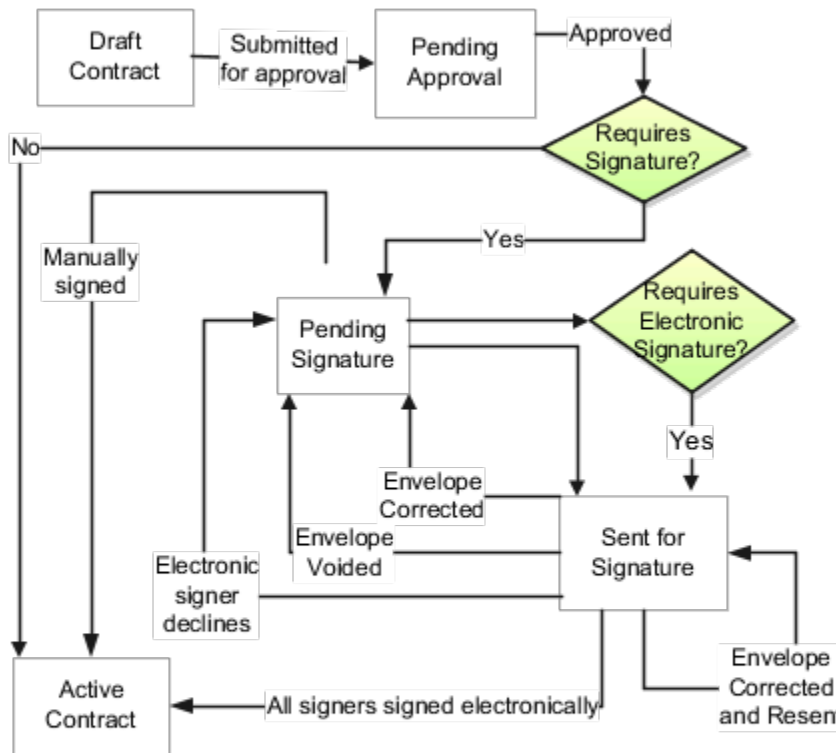 Draft
Contract
Submitted
for approval
Pending
Approval
Approved
Requires
Signature?
No
Yes
Manually
signed
Requires
Electronic
Signature?
Pending
Signature
Yes
Envelope
Corrected
Sent for
Signature
Envelope
Voided
Electronic
signer
declines
Envelope
Corrected
and Resen
Active
Contract
All signers signed electronically